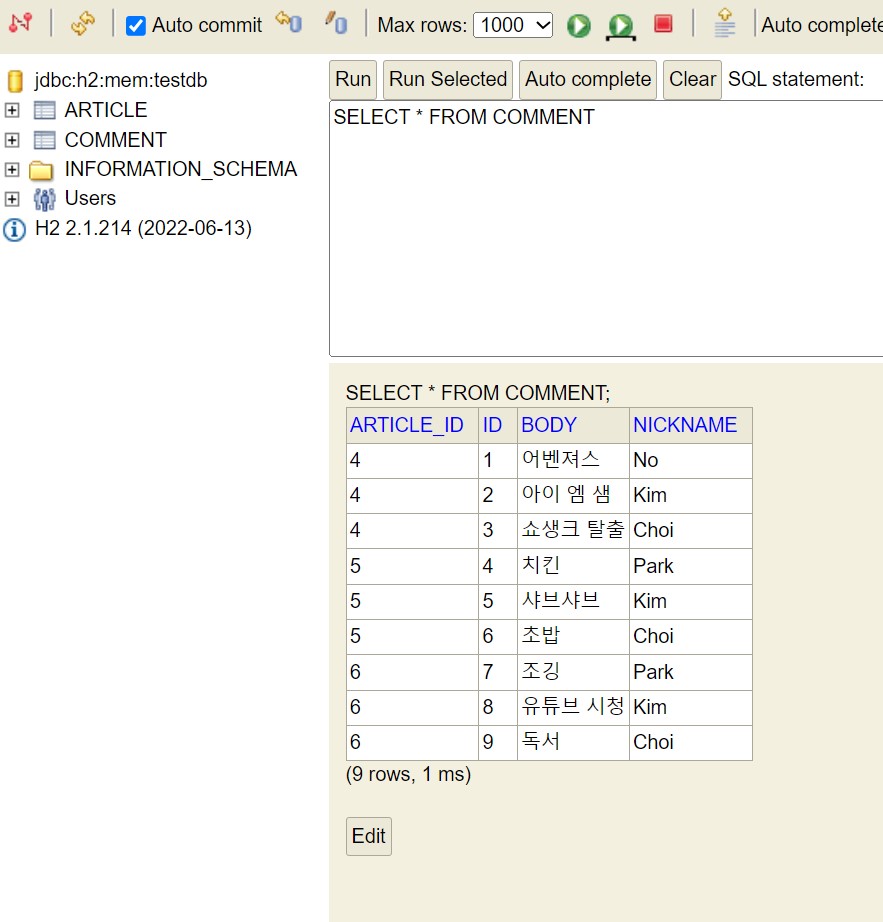 Auto commit Max rows: 1000 Auto complete
jdbc:h2:mem:testdb
ARTICLE
COMMENT
INFORMATION_SCHEMA
Users
H2 2.1.214 (2022-06-13)
Run Run Selected Auto complete Clear SQL statement:
SELECT * FROM COMMENT
SELECT * FROM COMMENT;
ARTICLE_ID ID BODY NICKNAME
4 1 어벤져스 No
4 2 아이 엠 샘 Kim
4 3 쇼생크 탈출 Choi
5 4 치킨 Park
5 5 샤브샤브 Kim
5 6 초밥 Choi
6 7 조깅 Park
6 8 유튜브 시청 Kim
6 9 독서 Choi
(9 rows, 1 ms)
Edit